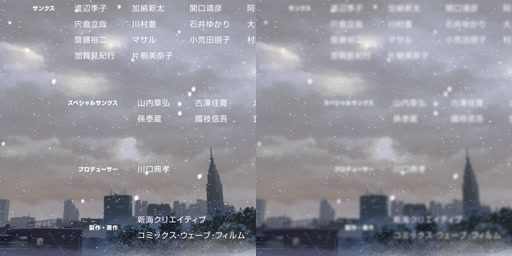 サンクス 渡辺季子 加納新太 関口靖彦
宍倉立哉 川村豊 石井ゆかり 大
齋藤裕二 マサル 小荒田朋子 村
加賀見紀行 片桐美奈子
スペシャルサンクス 山内章弘 古澤佳寛
孫泰蔵 國枝信吾
プロデューサー 川口典孝
製作・著作 新海クリエイティブ
コミックス・ウェーブ・フィルム